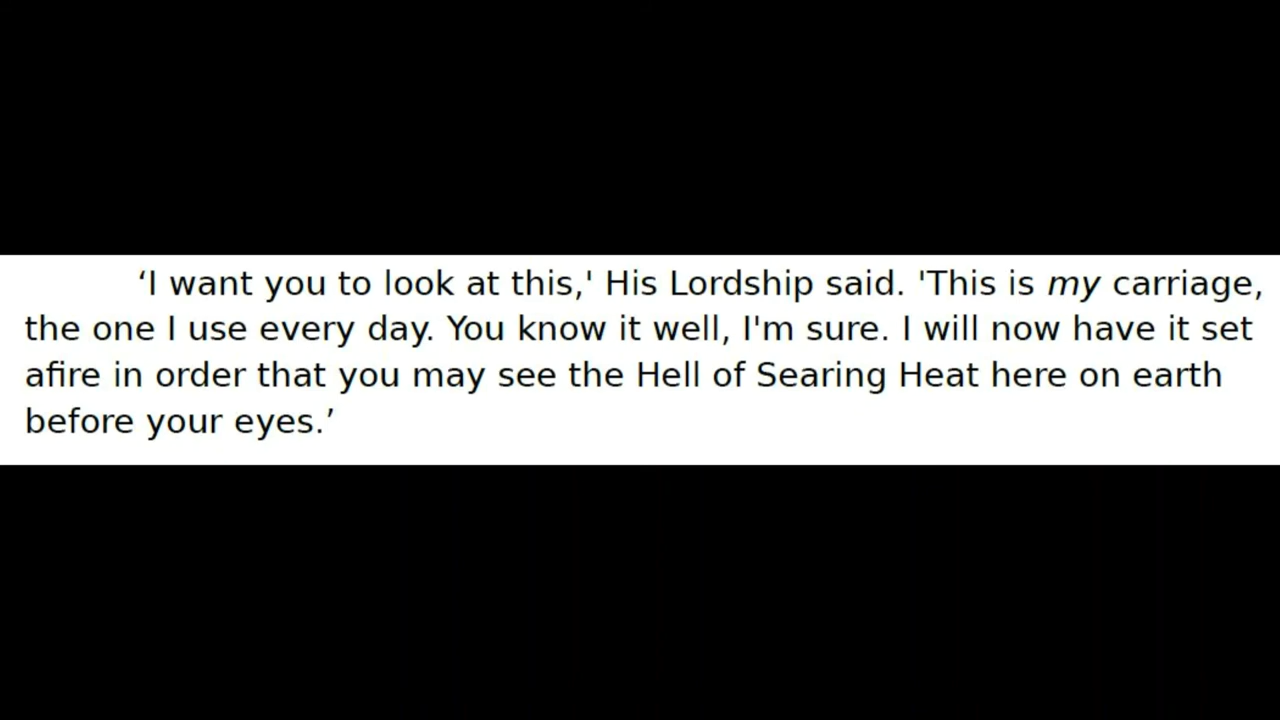 ‘I want you to look at this,' His Lordship said. 'This is my carriage,
the one I use every day. You know it well, I'm sure. I will now have it set
afire in order that you may see the Hell of Searing Heat here on earth
before your eyes.’